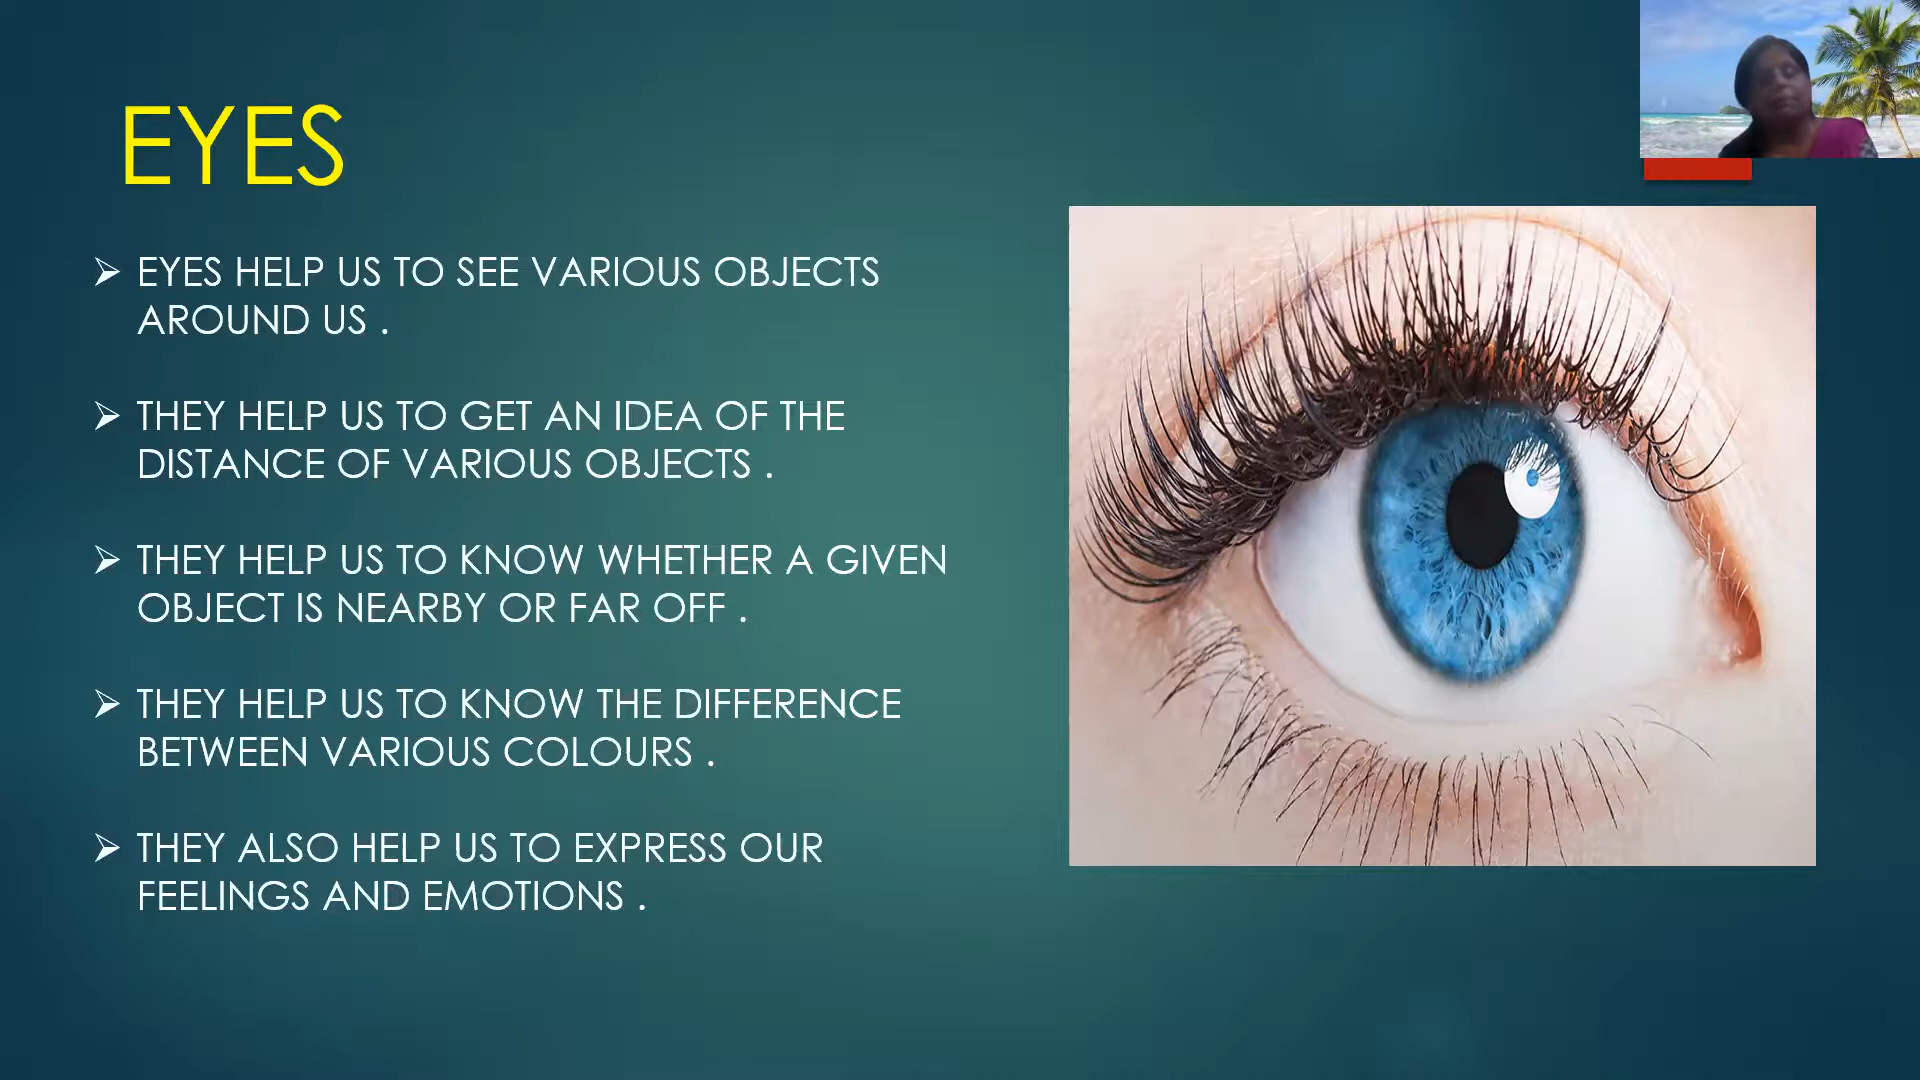 EYES
EYES HELP US TO SEE VARIOUS OBJECTS
AROUND US .
THEY HELP US TO GET AN IDEA OF THE
DISTANCE OF VARIOUS OBJECTS .
THEY HELP US TO KNOW WHETHER A GIVEN
OBJECT IS NEARBY OR FAR OFF .
THEY HELP US TO KNOW THE DIFFERENCE
BETWEEN VARIOUS COLOURS .
THEY ALSO HELP US TO EXPRESS OUR
FEELINGS AND EMOTIONS .